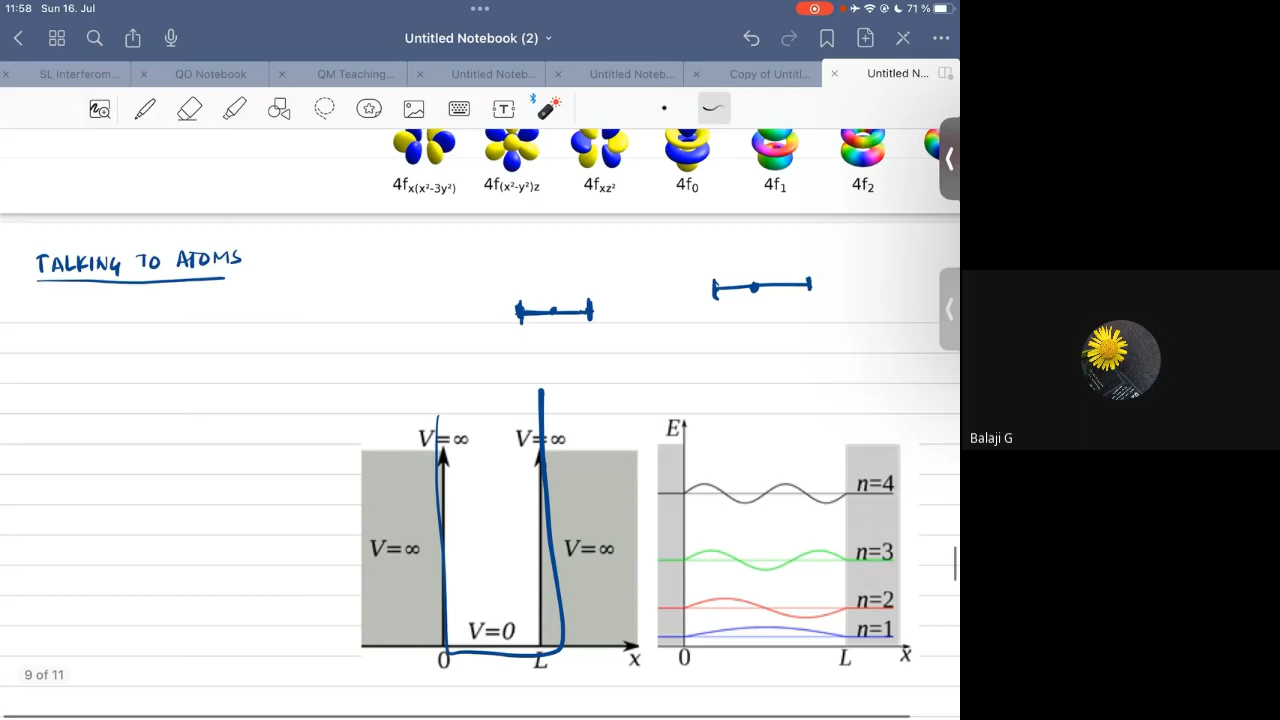 11:58 Sun 16. Jul
71 %
Untitled Notebook (2)
SL Interferom...
QO Notebook
QM Teaching...
Untitled Noteb...
Untitled Noteb...
Copy of Untitl...
Untitled N...
T
4fx(x²-3y²)
4f(x²-y²)z
4fxz²
4f0
4f1
4f2
TALKING TO ATOMS
V=∞
V=∞
V=∞
V=∞
V=0
0
L
x
E
n=4
n=3
n=2
n=1
0
L
x
9 of 11
Balaji G